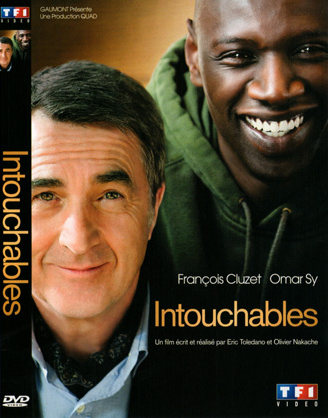 TF1
VIDEO
Intouchables
DVD
VIDEO
GAUMONT Présente
Une Production QUAD
François Cluzet Omar Sy
Intouchables
Un film écrit et réalisé par Eric Toledano et Olivier Nakache
TF1
VIDEO